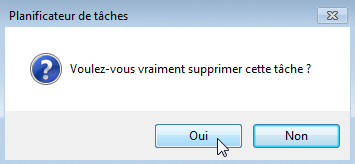 Planificateur de tâches
Voulez-vous vraiment supprimer cette tâche ?
Oui
Non